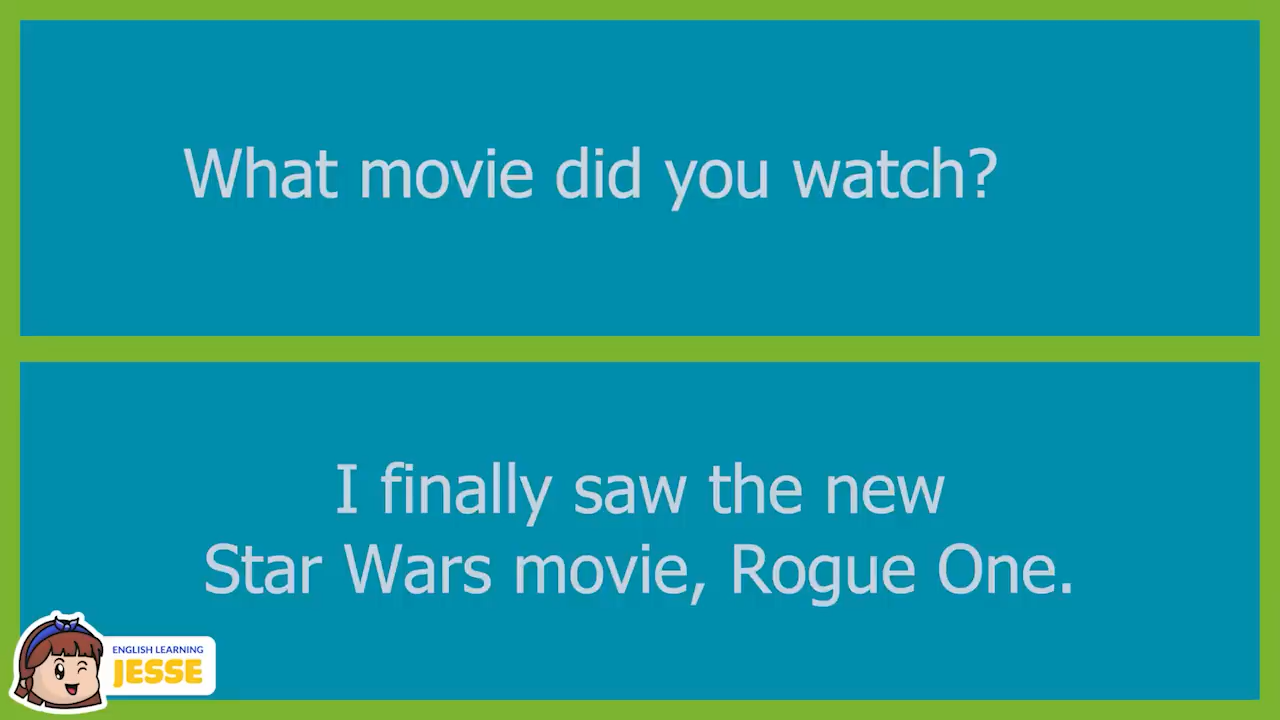 What movie did you watch?
I finally saw the new
Star Wars movie, Rogue One.
ENGLISH LEARNING
JESSE